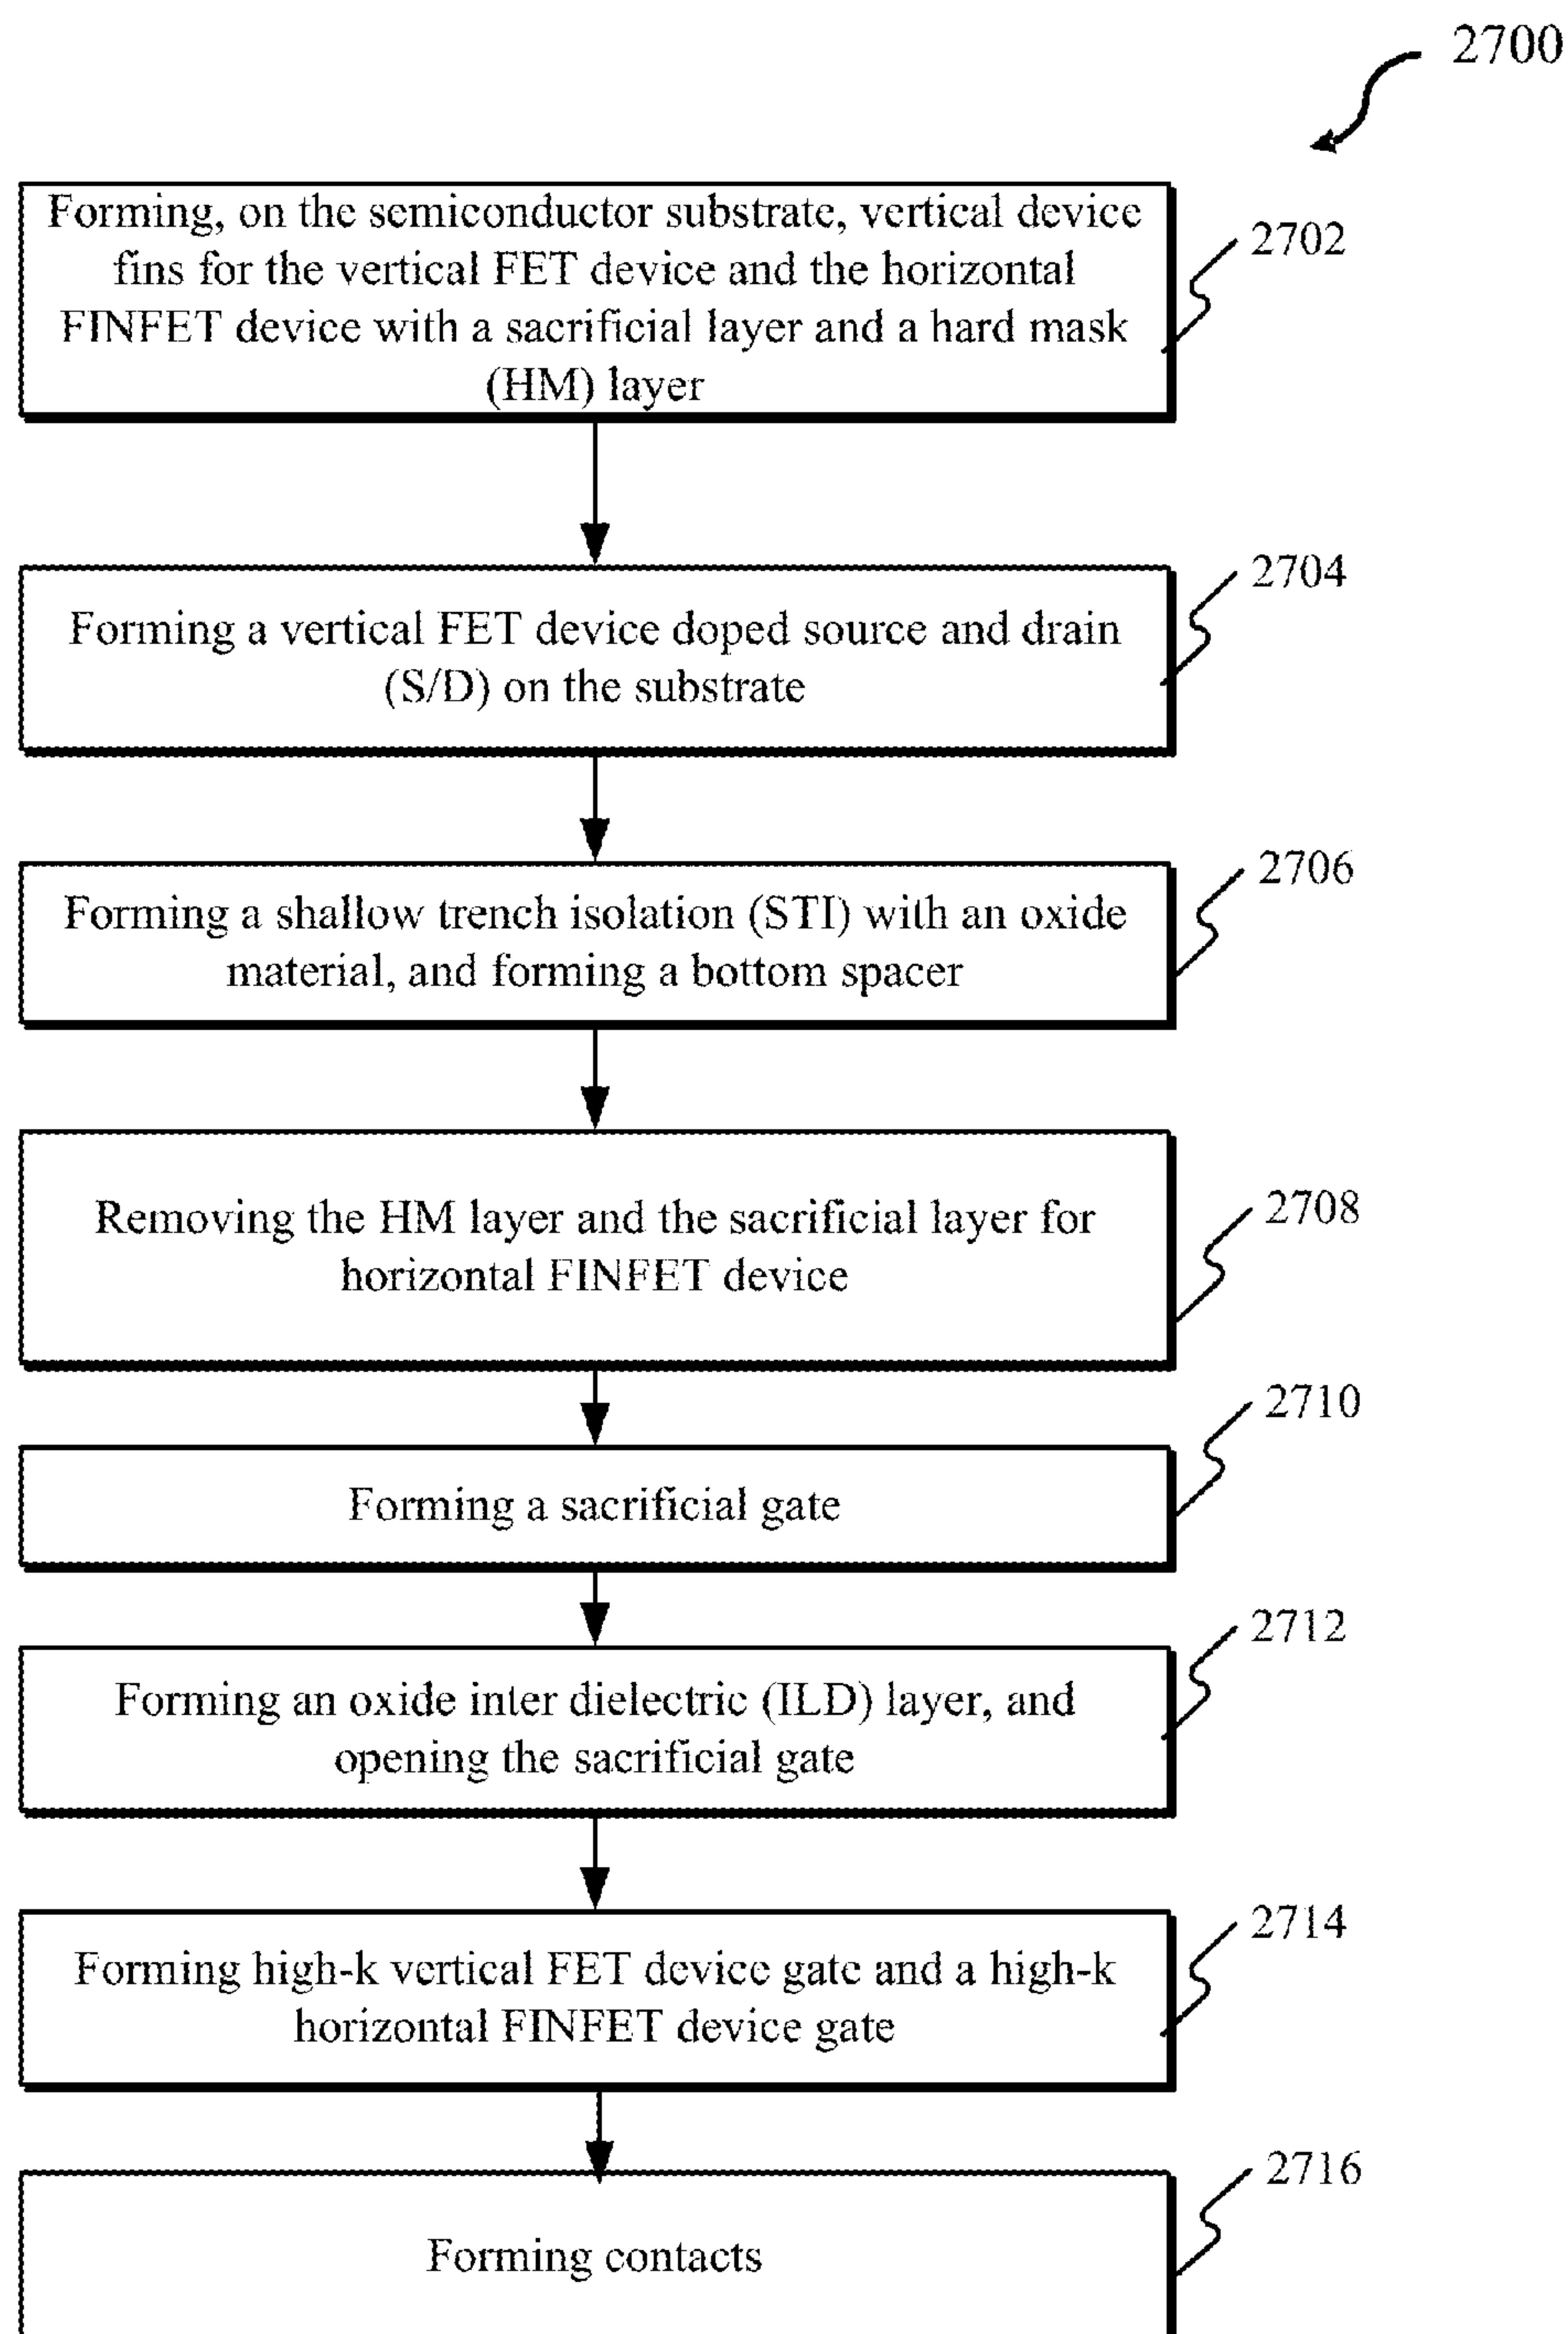 2700
Forming, on the semiconductor substrate, vertical device
fins for the vertical FET device and the horizontal
FINFET device with a sacrificial layer and a hard mask
(HM) layer
2702
Forming a vertical FET device doped source and drain
(S/D) on the substrate
2704
Forming a shallow trench isolation (STI) with an oxide
material, and forming a bottom spacer
2706
Removing the HM layer and the sacrificial layer for
horizontal FINFET device
2708
Forming a sacrificial gate
2710
Forming an oxide inter dielectric (ILD) layer, and
opening the sacrificial gate
2712
Forming high-k vertical FET device gate and a high-k
horizontal FINFET device gate
2714
Forming contacts
2716